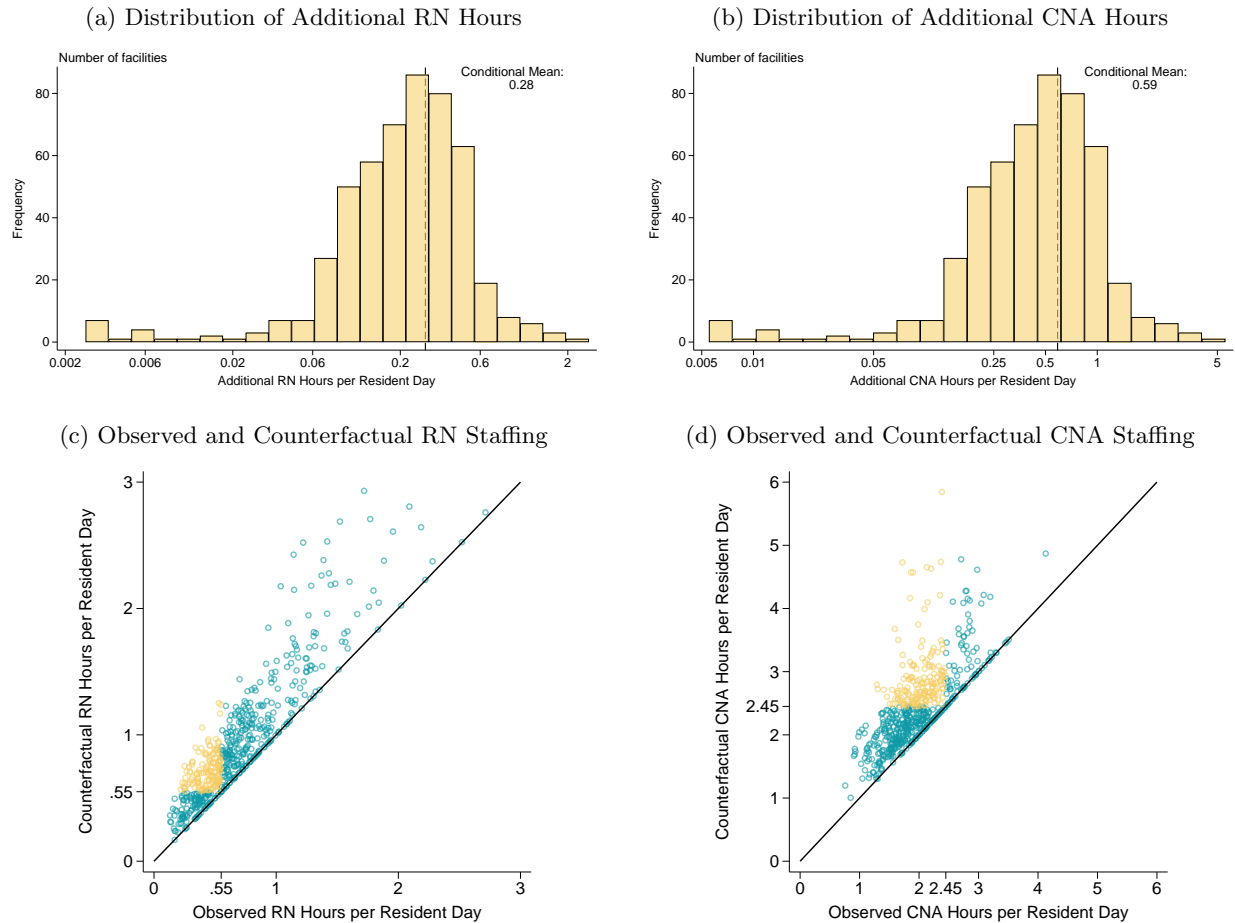 (a) Distribution of Additional RN Hours
Number of facilities
Conditional Mean:
0.28
Frequency
80
60
40
20
0
0.002 0.006 0.02 0.06 0.2 0.6 2
Additional RN Hours per Resident Day
(b) Distribution of Additional CNA Hours
Number of facilities
Conditional Mean:
0.59
Frequency
80
60
40
20
0
0.005 0.01 0.05 0.25 0.5 1 5
Additional CNA Hours per Resident Day
(c) Observed and Counterfactual RN Staffing
Counterfactual RN Hours per Resident Day
3
2
1
.55
0
0 .55 1 2 3
Observed RN Hours per Resident Day
(d) Observed and Counterfactual CNA Staffing
Counterfactual CNA Hours per Resident Day
6
5
4
3
2.45
2
1
0
0 1 2 2.45 3 4 5 6
Observed CNA Hours per Resident Day